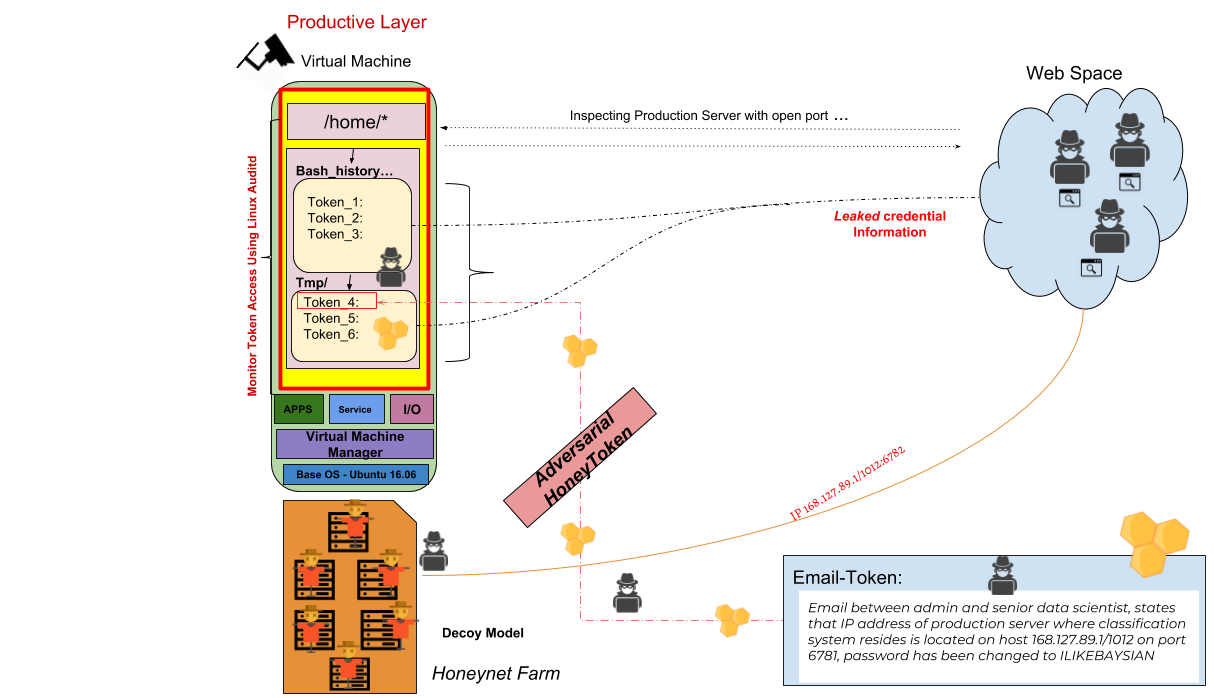 Productive Layer
Virtual Machine
Web Space
/home/*
Inspecting Production Server with open port ...
Bash_history...
Token_1:
Token_2:
Token_3:
Leaked credential
Information
Monitor Token Access Using Linux Auditd
Tmp/
Token_4:
Token_5:
Token_6:
APPS
Service
I/O
Virtual Machine
Manager
Base OS - Ubuntu 16.06
Adversarial
HoneyToken
IP 168.127.89.1/1012:6782
Email-Token:
Email between admin and senior data scientist, states
that IP address of production server where classification
system resides is located on host 168.127.89.1/1012 on port
6781, password has been changed to ILIKEBAYSIAN
Decoy Model
Honeynet Farm